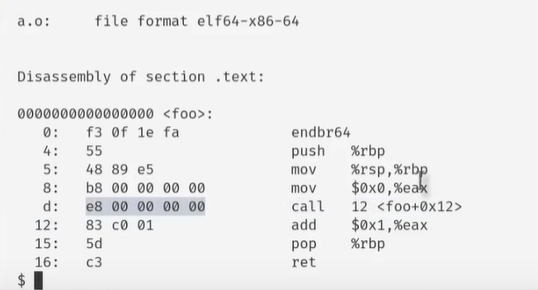 a.o:     file format elf64-x86-64
Disassembly of section .text:
0000000000000000 <foo>:
   0:   f3 0f 1e fa             endbr64
   4:   55                      push   %rbp
   5:   48 89 e5                mov    %rsp,%rbp
   8:   b8 00 00 00 00          mov    $0x0,%eax
   d:   e8 00 00 00 00          call   12 <foo+0x12>
  12:   83 c0 01                add    $0x1,%eax
  15:   5d                      pop    %rbp
  16:   c3                      ret
$